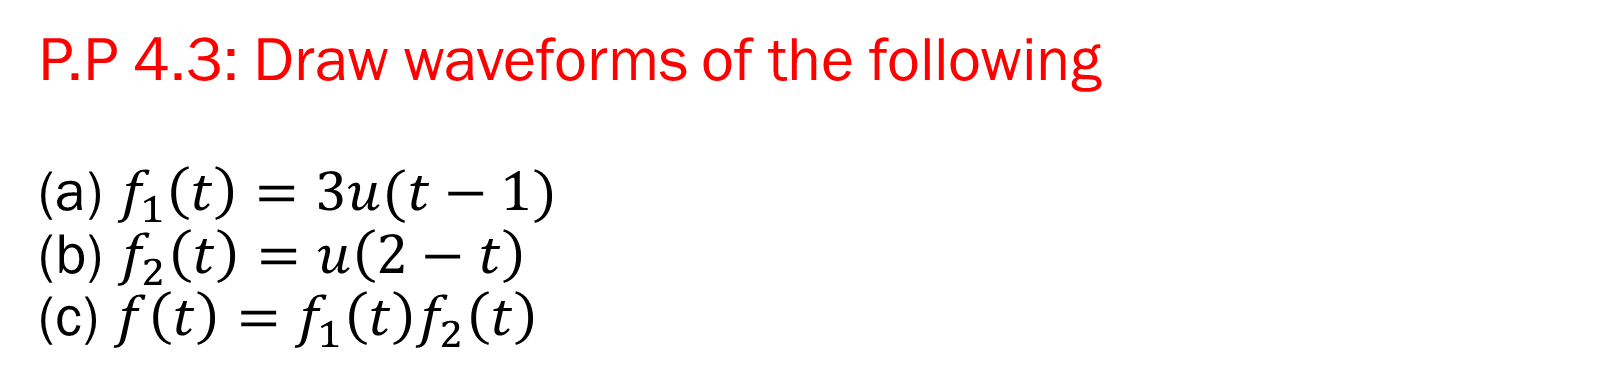 P.P 4.3: Draw waveforms of the following
(a) f₁(t) = 3u(t − 1)
(b) f₂(t) = u(2 − t)
(c) f(t) = f₁(t)f₂(t)